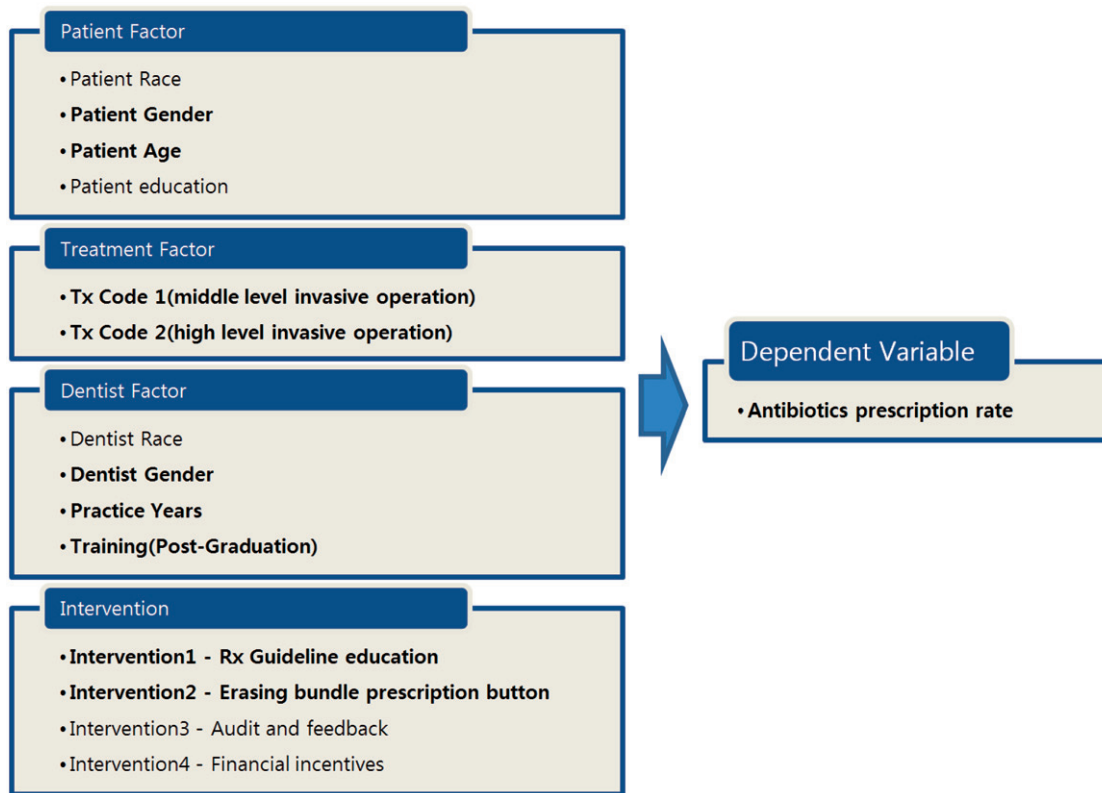 Patient Factor
• Patient Race
• Patient Gender
• Patient Age
• Patient education
Treatment Factor
• Tx Code 1(middle level invasive operation)
• Tx Code 2(high level invasive operation)
Dentist Factor
• Dentist Race
• Dentist Gender
• Practice Years
• Training(Post-Graduation)
Intervention
• Intervention1 - Rx Guideline education
• Intervention2 - Erasing bundle prescription button
• Intervention3 - Audit and feedback
• Intervention4 - Financial incentives
Dependent Variable
• Antibiotics prescription rate